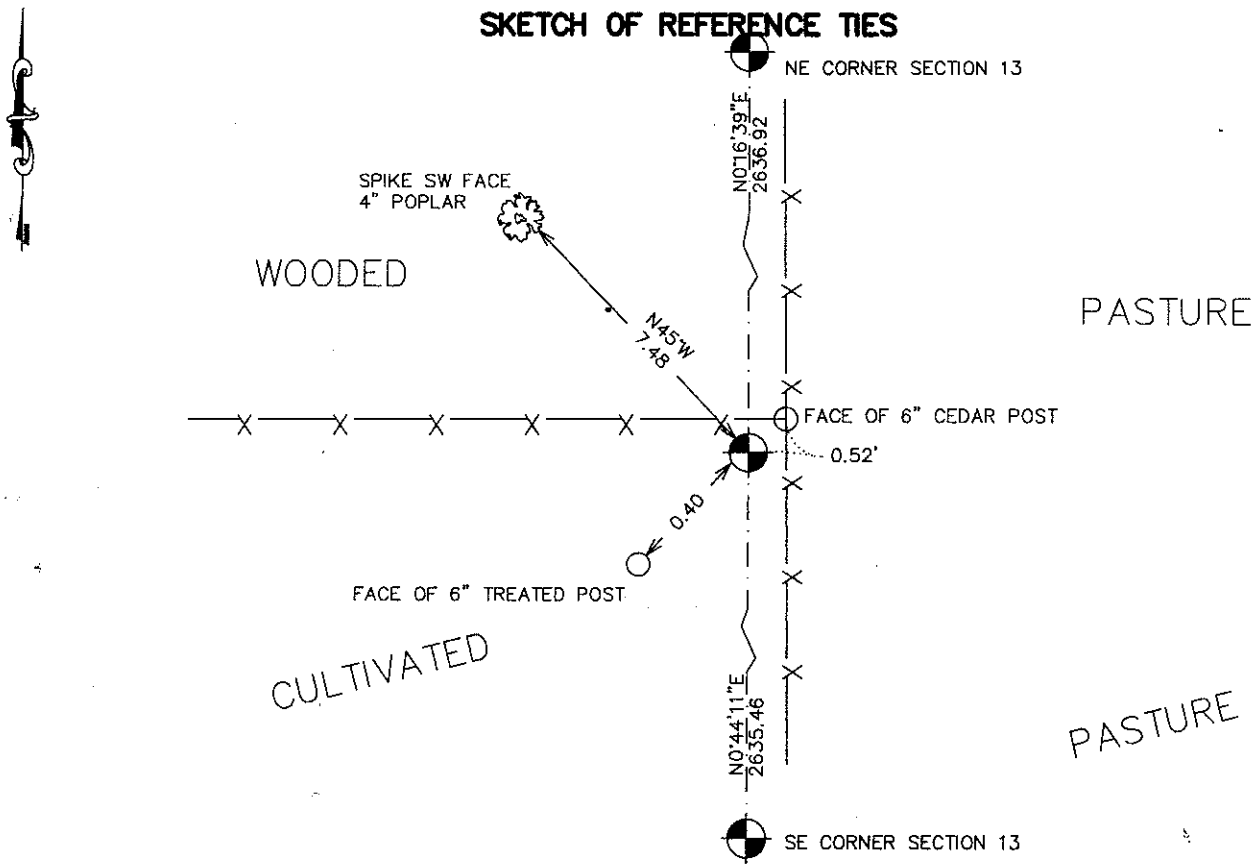 SKETCH OF REFERENCE TIES
NE CORNER SECTION 13
N0°16'39"E
2636.92
SPIKE SW FACE
4" POPLAR
WOODED
PASTURE
N45°W
7.48
FACE OF 6" CEDAR POST
0.52'
0.40
FACE OF 6" TREATED POST
CULTIVATED
N0°44'11"E
2635.46
PASTURE
SE CORNER SECTION 13